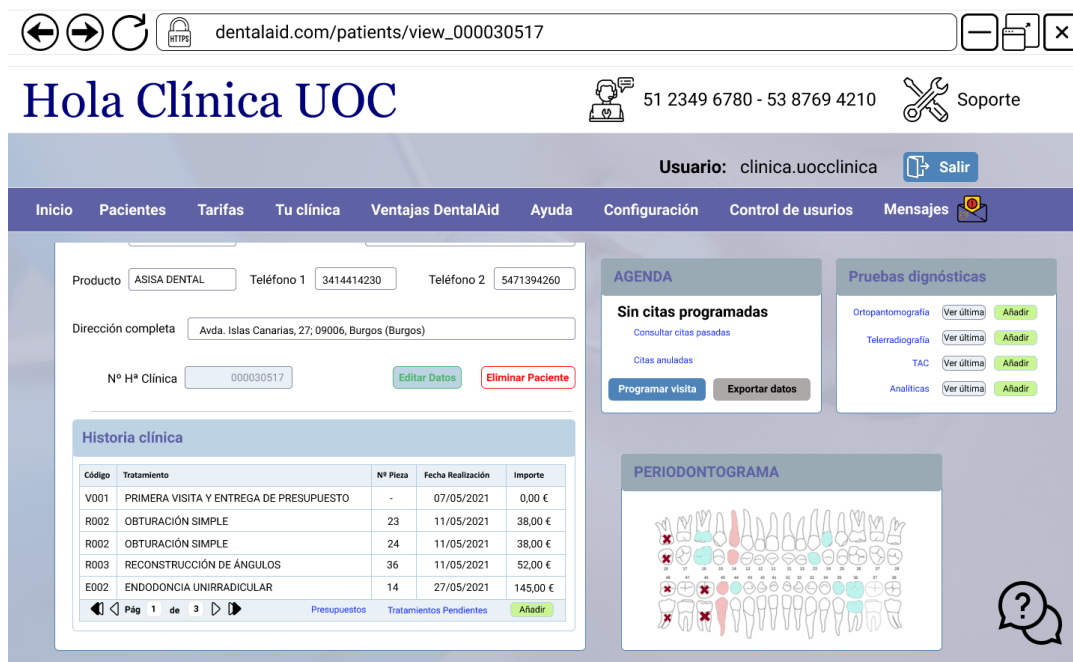 HTTPS dentalaid.com/patients/view_000030517
Hola Clínica UOC
51 2349 6780 - 53 8769 4210
Soporte
Usuario: clinica.uocclinica
Salir
Inicio Pacientes Tarifas Tu clínica Ventajas DentalAid Ayuda Configuración Control de usurios Mensajes
Producto ASISA DENTAL Teléfono 1 3414414230 Teléfono 2 5471394260
Dirección completa Avda. Islas Canarias, 27; 09006, Burgos (Burgos)
Nº Hª Clínica 000030517 Editar Datos Eliminar Paciente
Historia clínica
Código Tratamiento Nº Pieza Fecha Realización Importe
V001 PRIMERA VISITA Y ENTREGA DE PRESUPUESTO - 07/05/2021 0,00 €
R002 OBTURACIÓN SIMPLE 23 11/05/2021 38,00 €
R002 OBTURACIÓN SIMPLE 24 11/05/2021 38,00 €
R003 RECONSTRUCCIÓN DE ÁNGULOS 36 11/05/2021 52,00 €
E002 ENDODONCIA UNIRRADICULAR 14 27/05/2021 145,00 €
Pág 1 de 3 Presupuestos Tratamientos Pendientes Añadir
AGENDA
Sin citas programadas
Consultar citas pasadas
Citas anuladas
Programar visita Exportar datos
Pruebas dignósticas
Ortopantomografía Ver última Añadir
Telerradiografía Ver última Añadir
TAC Ver última Añadir
Analíticas Ver última Añadir
PERIODONTOGRAMA